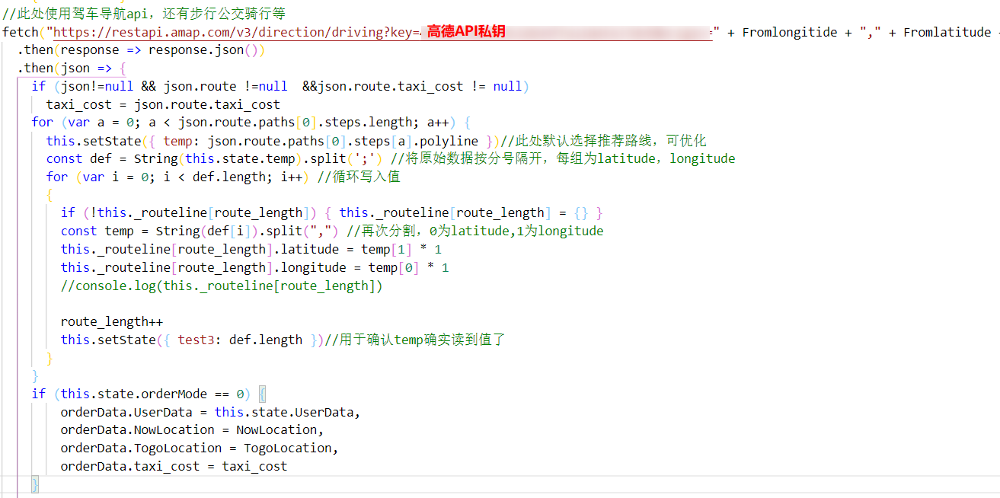 //此处使用驾车导航api，还有步行公交骑行等
fetch("https://restapi.amap.com/v3/direction/driving?key= 高德API私钥 =" + Fromlongitide + "," + Fromlatitude
.then(response => response.json())
.then(json => {
if (json!=null && json.route !=null  &&json.route.taxi_cost != null)
taxi_cost = json.route.taxi_cost
for (var a = 0; a < json.route.paths[0].steps.length; a++) {
this.setState({ temp: json.route.paths[0].steps[a].polyline })//此处默认选择推荐路线，可优化
const def = String(this.state.temp).split(';') //将原始数据按分号隔开，每组为latitude，longitude
for (var i = 0; i < def.length; i++) //循环写入值
{
if (!this._routeline[route_length]) { this._routeline[route_length] = {} }
const temp = String(def[i]).split(",") //再次分割，0为latitude,1为longitude
this._routeline[route_length].latitude = temp[1] * 1
this._routeline[route_length].longitude = temp[0] * 1
//console.log(this._routeline[route_length])
route_length++
this.setState({ test3: def.length })//用于确认temp确实读到值了
}
}
if (this.state.orderMode == 0) {
orderData.UserData = this.state.UserData,
orderData.NowLocation = NowLocation,
orderData.TogoLocation = TogoLocation,
orderData.taxi_cost = taxi_cost
}